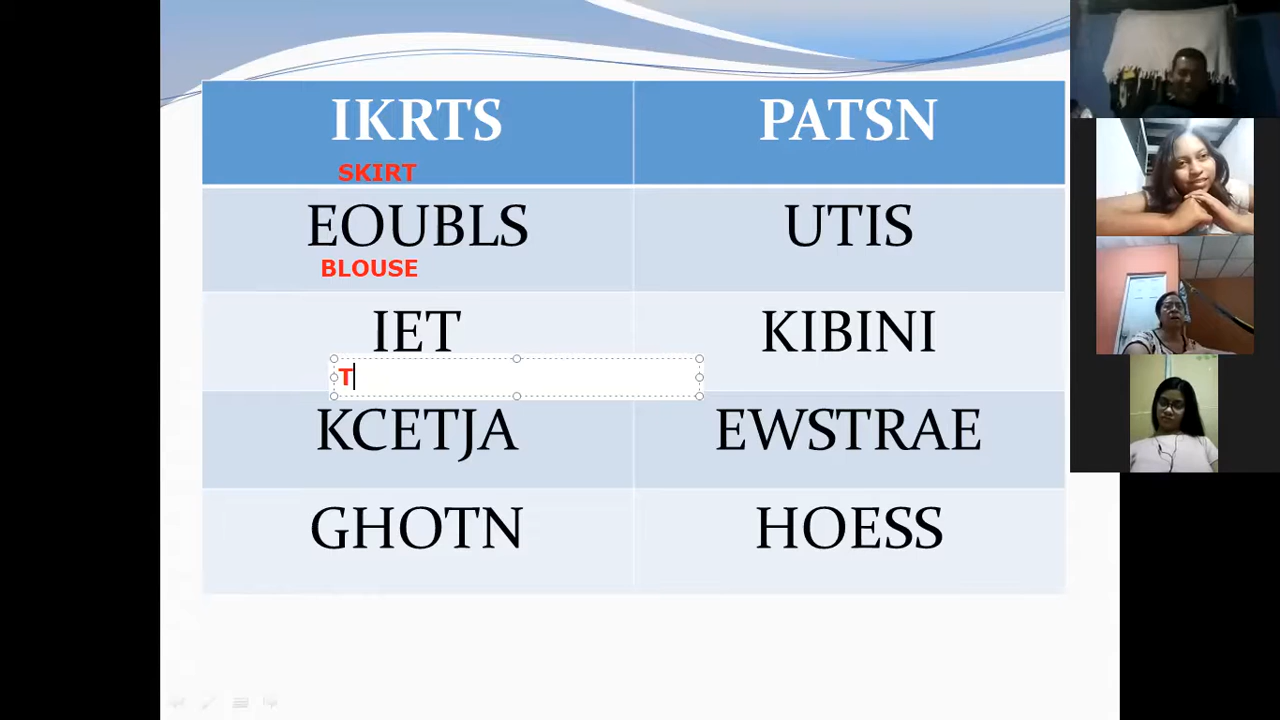 IKRTS PATSN
SKIRT
EOUBLS UTIS
BLOUSE
IET KIBINI
T
KCETJA EWSTRAE
GHOTN HOESS